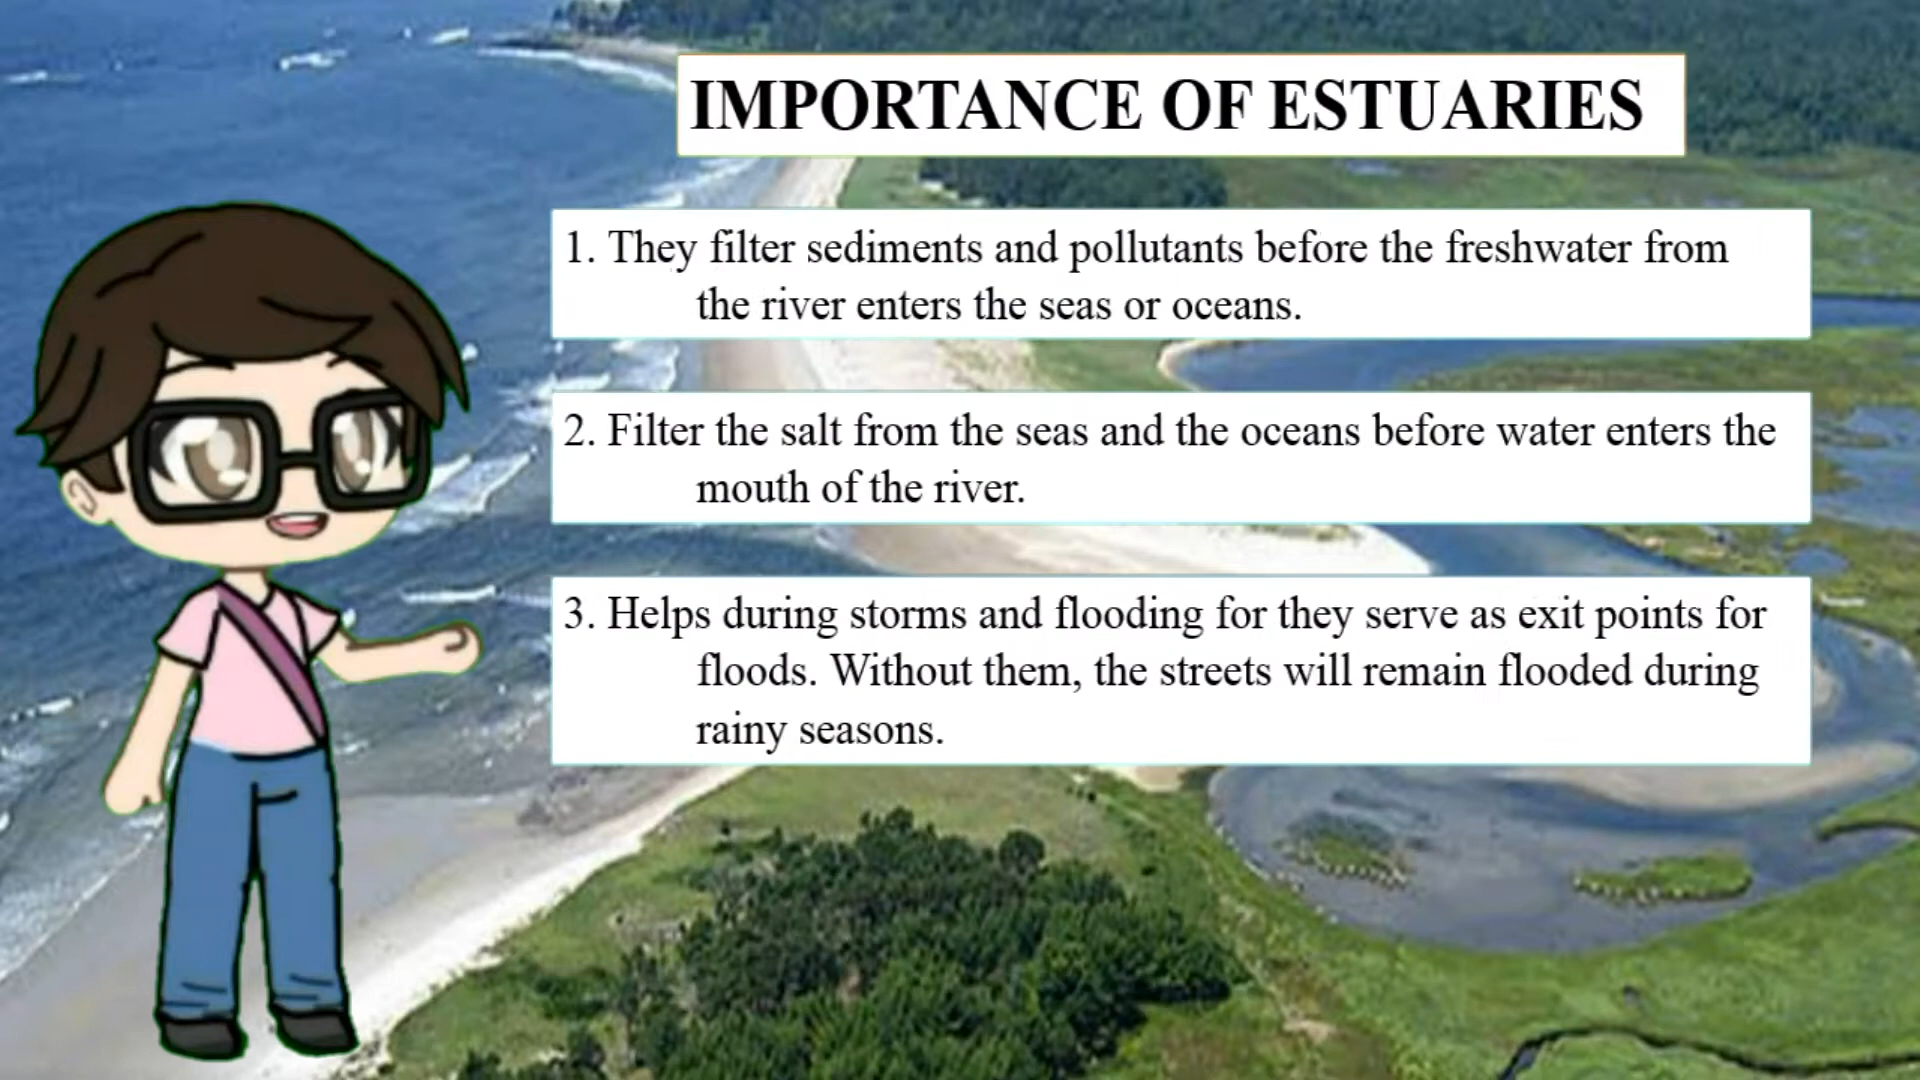 IMPORTANCE OF ESTUARIES
1. They filter sediments and pollutants before the freshwater from
the river enters the seas or oceans.
2. Filter the salt from the seas and the oceans before water enters the
mouth of the river.
3. Helps during storms and flooding for they serve as exit points for
floods. Without them, the streets will remain flooded during
rainy seasons.